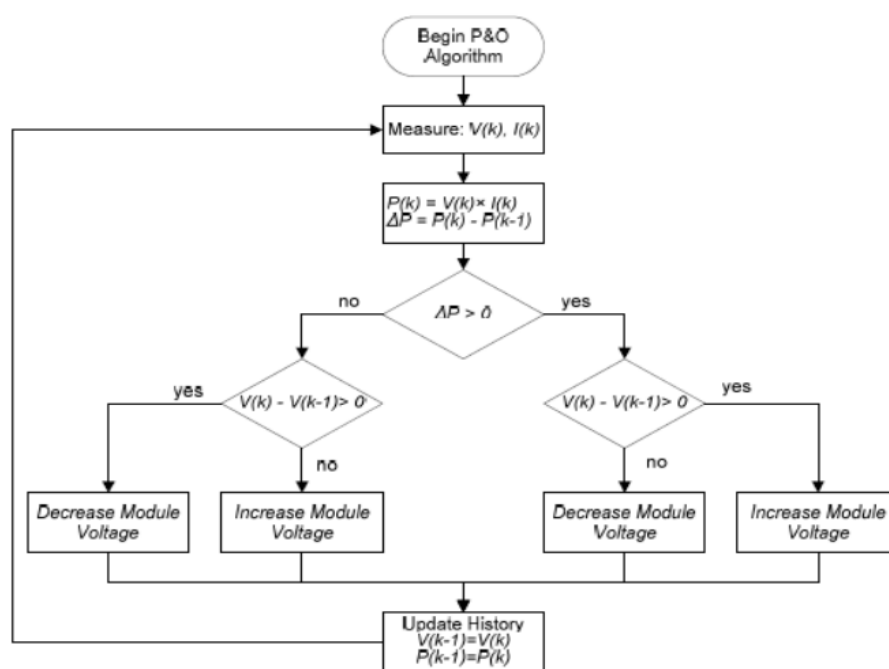 Begin P&O
Algorithm
Measure: V(k), I(k)
P(k) = V(k)× I(k)
ΔP = P(k) - P(k-1)
no
ΔP > 0
yes
yes
V(k) - V(k-1)> 0
V(k) - V(k-1)> 0
yes
no
no
Decrease Module
Voltage
Increase Module
Voltage
Decrease Module
Voltage
Increase Module
Voltage
Update History
V(k-1)=V(k)
P(k-1)=P(k)